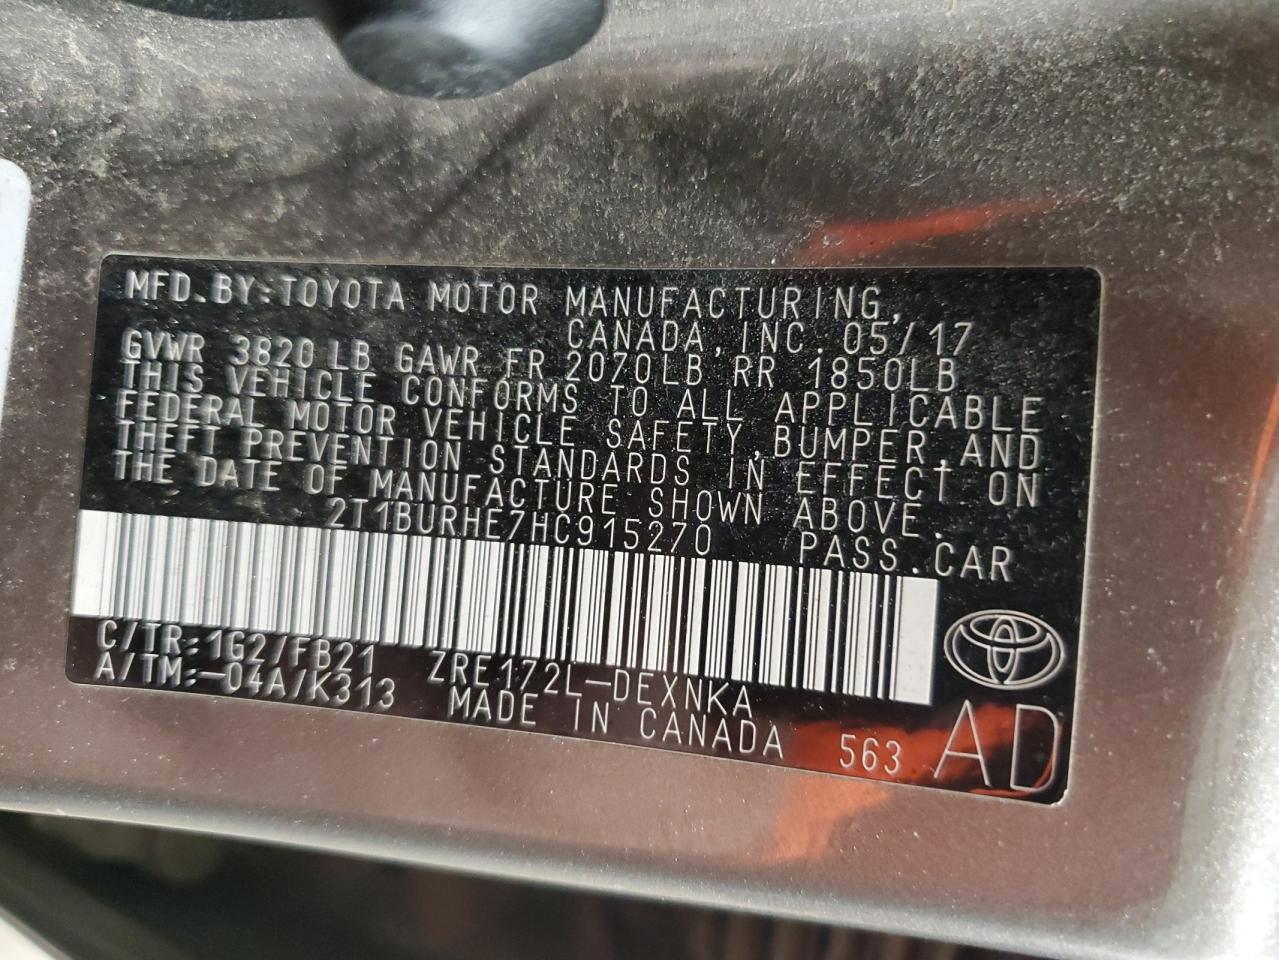 MFD.BY:TOYOTA MOTOR MANUFACTURING,
CANADA,INC. 05/17
GVWR 3820LB GAWR FR 2070LB RR 1850LB
THIS VEHICLE CONFORMS TO ALL APPLICABLE
FEDERAL MOTOR VEHICLE SAFETY,BUMPER,AND
THEFT PREVENTION STANDARDS IN EFFECT ON
THE DATE OF MANUFACTURE SHOWN ABOVE.
2T1BURHE7HC915270 PASS.CAR
C/TR:1G2/FB21 ZRE172L-DEXNKA
A/TM:-04A/K313 MADE IN CANADA 563 AD